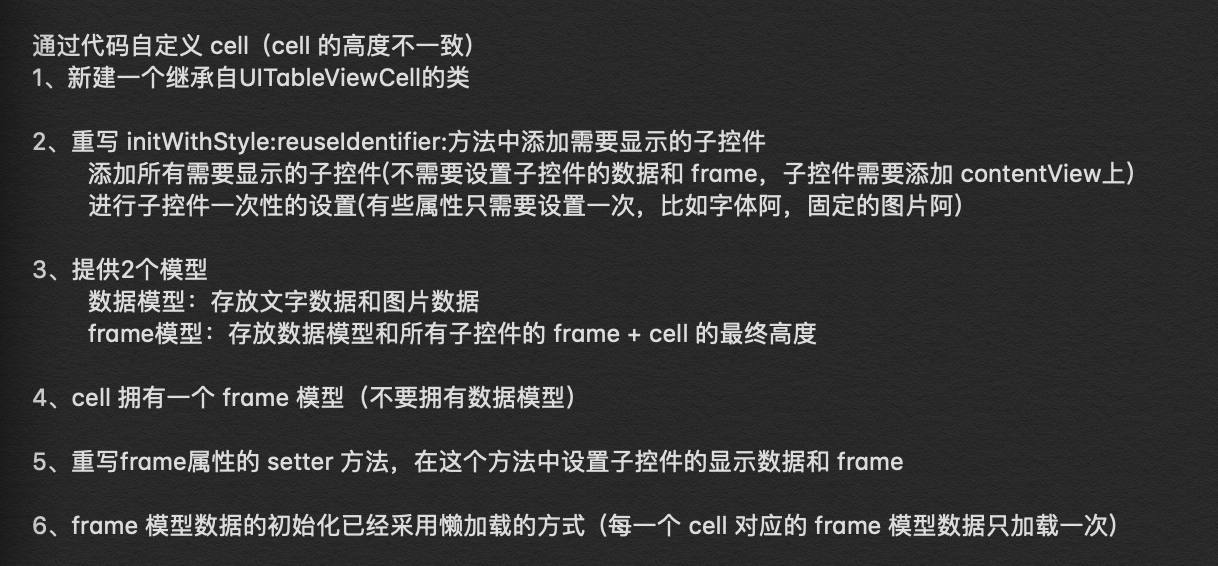 通过代码自定义 cell（cell 的高度不一致）
1、新建一个继承自UITableViewCell的类
2、重写 initWithStyle:reuseIdentifier:方法中添加需要显示的子控件
添加所有需要显示的子控件(不需要设置子控件的数据和 frame，子控件需要添加 contentView上)
进行子控件一次性的设置(有些属性只需要设置一次，比如字体阿，固定的图片阿)
3、提供2个模型
数据模型：存放文字数据和图片数据
frame模型：存放数据模型和所有子控件的 frame + cell 的最终高度
4、cell 拥有一个 frame 模型（不要拥有数据模型）
5、重写frame属性的 setter 方法，在这个方法中设置子控件的显示数据和 frame
6、frame 模型数据的初始化已经采用懒加载的方式（每一个 cell 对应的 frame 模型数据只加载一次）